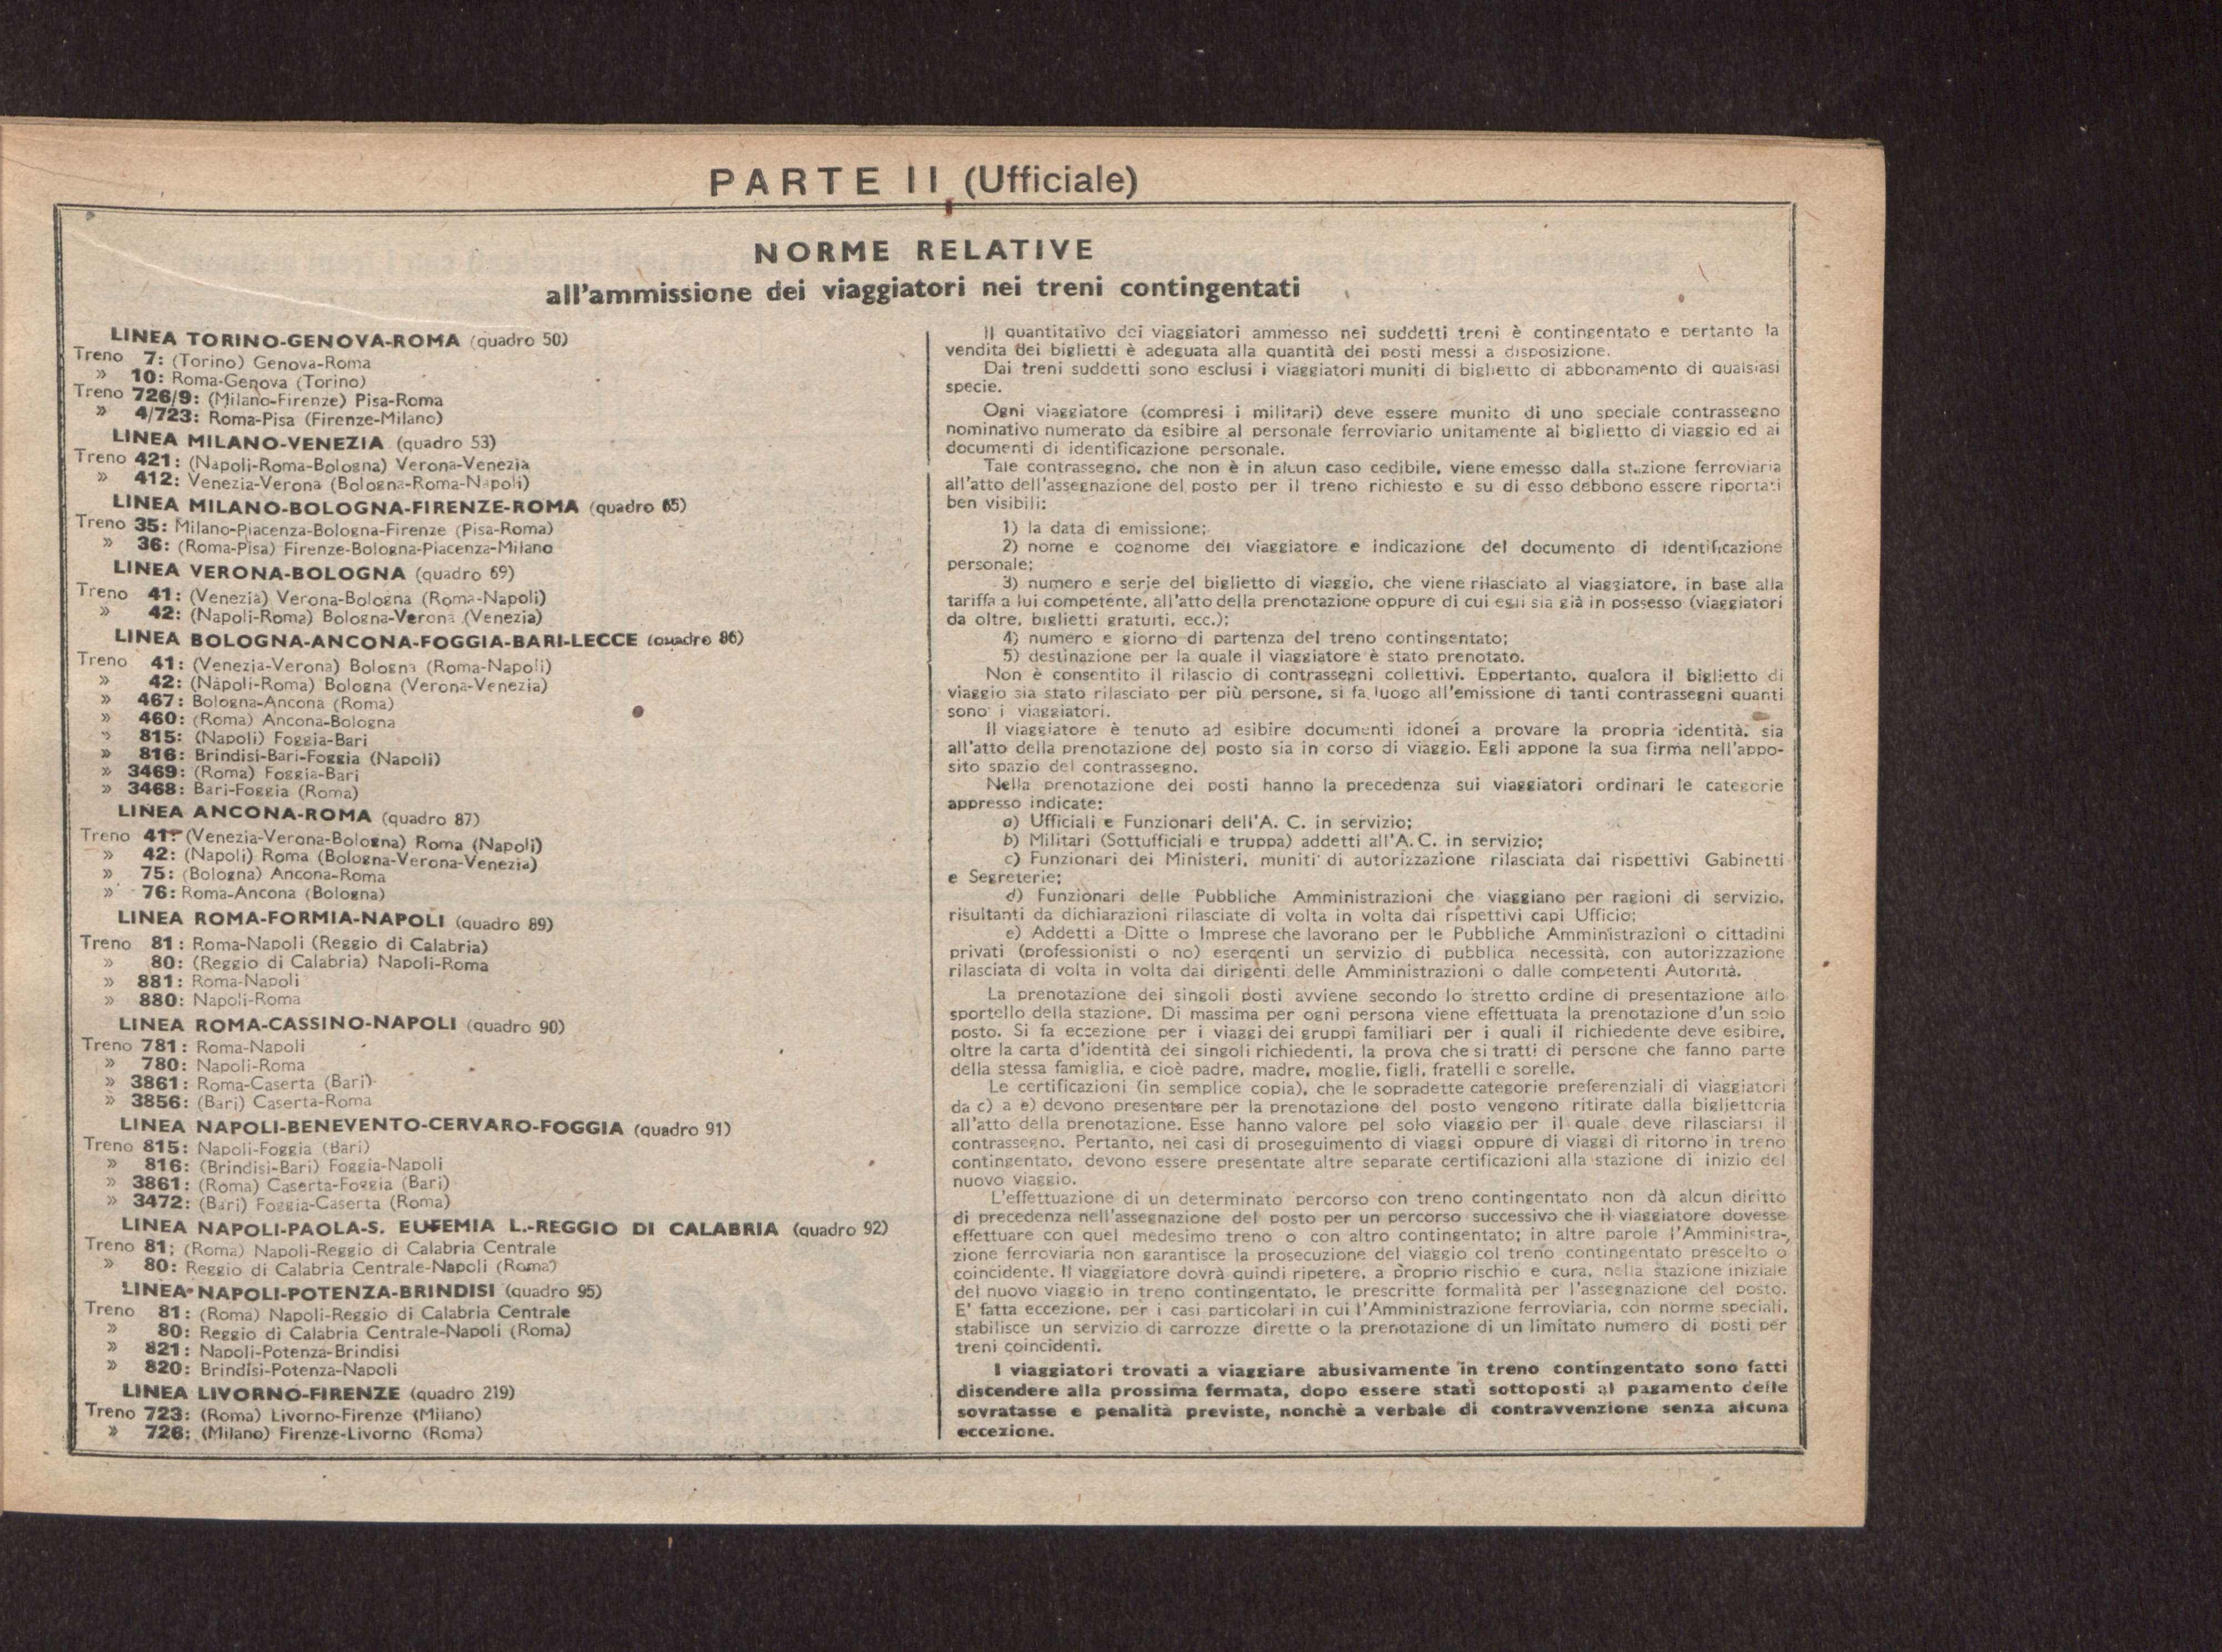 PARTE II (Ufficiale)
NORME RELATIVE
all'ammissione dei viaggiatori nei treni contingentati
LINEA TORINO-GENOVA-ROMA (quadro 50)
Treno 7: (Torino) Genova-Roma
» 10: Roma-Genova (Torino)
Treno 726/9: (Milano-Firenze) Pisa-Roma
» 4/723: Roma-Pisa (Firenze-Milano)
LINEA MILANO-VENEZIA (quadro 53)
Treno 421: (Napoli-Roma-Bologna) Verona-Venezia
» 412: Venezia-Verona (Bologna-Roma-Napoli)
LINEA MILANO-BOLOGNA-FIRENZE-ROMA (quadro 65)
Treno 35: Milano-Piacenza-Bologna-Firenze (Pisa-Roma)
» 36: (Roma-Pisa) Firenze-Bologna-Piacenza-Milano
LINEA VERONA-BOLOGNA (quadro 69)
Treno 41: (Venezia) Verona-Bologna (Roma-Napoli)
» 42: (Napoli-Roma) Bologna-Verona (Venezia)
LINEA BOLOGNA-ANCONA-FOGGIA-BARI-LECCE (quadro 86)
Treno 41: (Venezia-Verona) Bologna (Roma-Napoli)
» 42: (Napoli-Roma) Bologna (Verona-Venezia)
» 467: Bologna-Ancona (Roma)
» 460: (Roma) Ancona-Bologna
» 815: (Napoli) Foggia-Bari
» 816: Brindisi-Bari-Foggia (Napoli)
» 3469: (Roma) Foggia-Bari
» 3468: Bari-Foggia (Roma)
LINEA ANCONA-ROMA (quadro 87)
Treno 41: (Venezia-Verona-Bologna) Roma (Napoli)
» 42: (Napoli) Roma (Bologna-Verona-Venezia)
» 75: (Bologna) Ancona-Roma
» 76: Roma-Ancona (Bologna)
LINEA ROMA-FORMIA-NAPOLI (quadro 89)
Treno 81: Roma-Napoli (Reggio di Calabria)
» 80: (Reggio di Calabria) Napoli-Roma
» 881: Roma-Napoli
» 880: Napoli-Roma
LINEA ROMA-CASSINO-NAPOLI (quadro 90)
Treno 781: Roma-Napoli
» 780: Napoli-Roma
» 3861: Roma-Caserta (Bari)
» 3856: (Bari) Caserta-Roma
LINEA NAPOLI-BENEVENTO-CERVARO-FOGGIA (quadro 91)
Treno 815: Napoli-Foggia (Bari)
» 816: (Brindisi-Bari) Foggia-Napoli
» 3861: (Roma) Caserta-Foggia (Bari)
» 3472: (Bari) Foggia-Caserta (Roma)
LINEA NAPOLI-PAOLA-S. EUFEMIA L.-REGGIO DI CALABRIA (quadro 92)
Treno 81: (Roma) Napoli-Reggio di Calabria Centrale
» 80: Reggio di Calabria Centrale-Napoli (Roma)
LINEA NAPOLI-POTENZA-BRINDISI (quadro 95)
Treno 81: (Roma) Napoli-Reggio di Calabria Centrale
» 80: Reggio di Calabria Centrale-Napoli (Roma)
» 821: Napoli-Potenza-Brindisi
» 820: Brindisi-Potenza-Napoli
LINEA LIVORNO-FIRENZE (quadro 219)
Treno 723: (Roma) Livorno-Firenze (Milano)
» 726: (Milano) Firenze-Livorno (Roma)
Il quantitativo dei viaggiatori ammesso nei suddetti treni è contingentato e pertanto la
vendita dei biglietti è adeguata alla quantità dei posti messi a disposizione.
Dai treni suddetti sono esclusi i viaggiatori muniti di biglietto di abbonamento di qualsiasi
specie.
Ogni viaggiatore (compresi i militari) deve essere munito di uno speciale contrassegno
nominativo numerato da esibire al personale ferroviario unitamente al biglietto di viaggio ed ai
documenti di identificazione personale.
Tale contrassegno, che non è in alcun caso cedibile, viene emesso dalla stazione ferroviaria
all'atto dell'assegnazione del posto per il treno richiesto e su di esso debbono essere riportati
ben visibili:
1) la data di emissione;
2) nome e cognome del viaggiatore e indicazione del documento di identificazione
personale;
3) numero e serie del biglietto di viaggio, che viene rilasciato al viaggiatore, in base alla
tariffa a lui competente, all'atto della prenotazione oppure di cui egli sia già in possesso (viaggiatori
da oltre, biglietti gratuiti, ecc.);
4) numero e giorno di partenza del treno contingentato;
5) destinazione per la quale il viaggiatore è stato prenotato.
Non è consentito il rilascio di contrassegni collettivi. Eppertanto, qualora il biglietto di
viaggio sia stato rilasciato per più persone, si fa luogo all'emissione di tanti contrassegni quanti
sono i viaggiatori.
Il viaggiatore è tenuto ad esibire documenti idonei a provare la propria identità, sia
all'atto della prenotazione del posto sia in corso di viaggio. Egli appone la sua firma nell'appo-
sito spazio del contrassegno.
Nella prenotazione dei posti hanno la precedenza sui viaggiatori ordinari le categorie
appresso indicate:
a) Ufficiali e Funzionari dell'A. C. in servizio;
b) Militari (Sottufficiali e truppa) addetti all'A. C. in servizio;
c) Funzionari dei Ministeri, muniti di autorizzazione rilasciata dai rispettivi Gabinetti
e Segreterie;
d) Funzionari delle Pubbliche Amministrazioni che viaggiano per ragioni di servizio,
risultanti da dichiarazioni rilasciate di volta in volta dai rispettivi capi Ufficio;
e) Addetti a Ditte o Imprese che lavorano per le Pubbliche Amministrazioni o cittadini
privati (professionisti o no) esercenti un servizio di pubblica necessità, con autorizzazione
rilasciata di volta in volta dai dirigenti delle Amministrazioni o dalle competenti Autorità.
La prenotazione dei singoli posti avviene secondo lo stretto ordine di presentazione allo
sportello della stazione. Di massima per ogni persona viene effettuata la prenotazione d'un solo
posto. Si fa eccezione per i viaggi dei gruppi familiari per i quali il richiedente deve esibire,
oltre la carta d'identità dei singoli richiedenti, la prova che si tratti di persone che fanno parte
della stessa famiglia, e cioè padre, madre, moglie, figli, fratelli e sorelle.
Le certificazioni (in semplice copia), che le sopradette categorie preferenziali di viaggiatori
da c) a e) devono presentare per la prenotazione del posto vengono ritirate dalla biglietteria
all'atto della prenotazione. Esse hanno valore pel solo viaggio per il quale deve rilasciarsi il
contrassegno. Pertanto, nei casi di proseguimento di viaggi oppure di viaggi di ritorno in treno
contingentato, devono essere presentate altre separate certificazioni alla stazione di inizio del
nuovo viaggio.
L'effettuazione di un determinato percorso con treno contingentato non dà alcun diritto
di precedenza nell'assegnazione del posto per un percorso successivo che il viaggiatore dovesse
effettuare con quel medesimo treno o con altro contingentato; in altre parole l'Amministra-
zione ferroviaria non garantisce la prosecuzione del viaggio col treno contingentato prescelto o
coincidente. Il viaggiatore dovrà quindi ripetere, a proprio rischio e cura, nella stazione iniziale
del nuovo viaggio in treno contingentato, le prescritte formalità per l'assegnazione del posto.
E' fatta eccezione, per i casi particolari in cui l'Amministrazione ferroviaria, con norme speciali,
stabilisce un servizio di carrozze dirette o la prenotazione di un limitato numero di posti per
treni coincidenti.
I viaggiatori trovati a viaggiare abusivamente in treno contingentato sono fatti
discendere alla prossima fermata, dopo essere stati sottoposti al pagamento delle
sovratasse e penalità previste, nonchè a verbale di contravvenzione senza alcuna
eccezione.